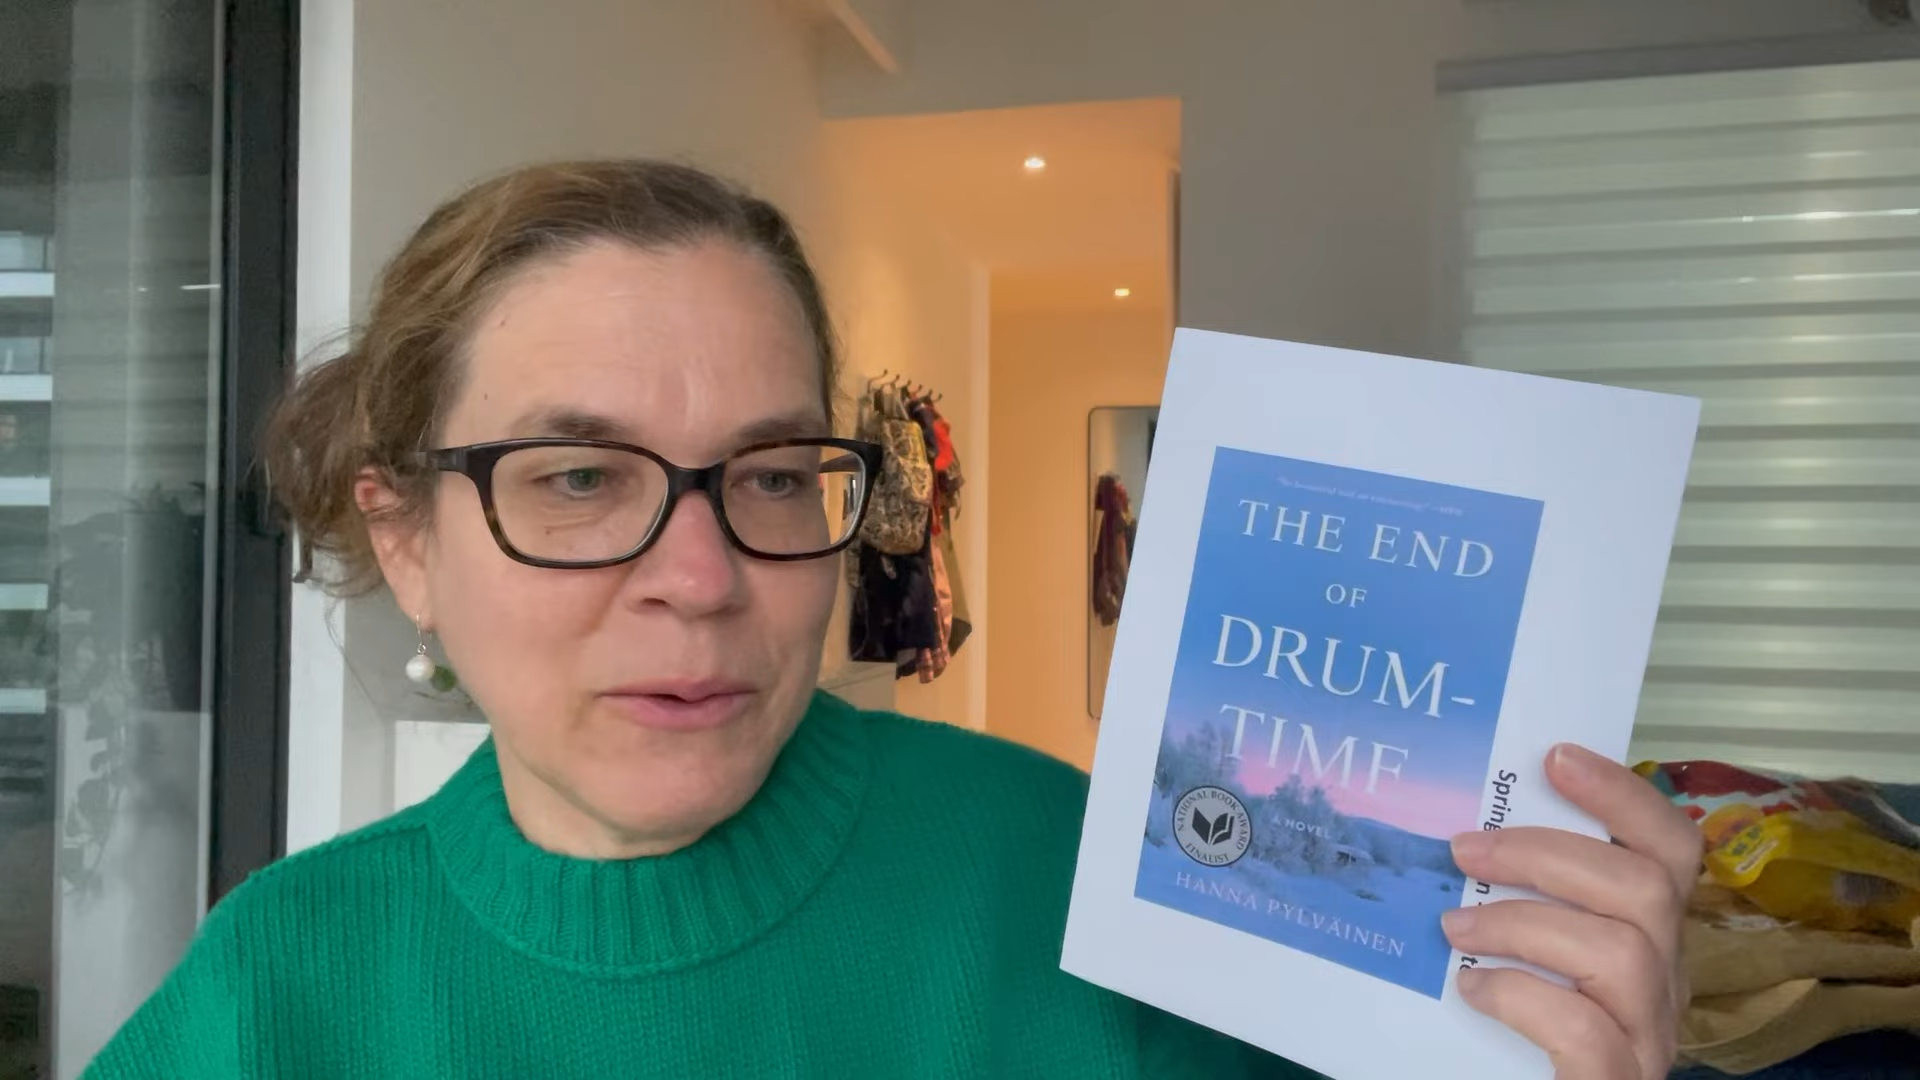 THE END
OF
DRUM-
TIME
A NOVEL
NATIONAL BOOK AWARD
FINALIST
HANNA PYLVÄINEN
Spring